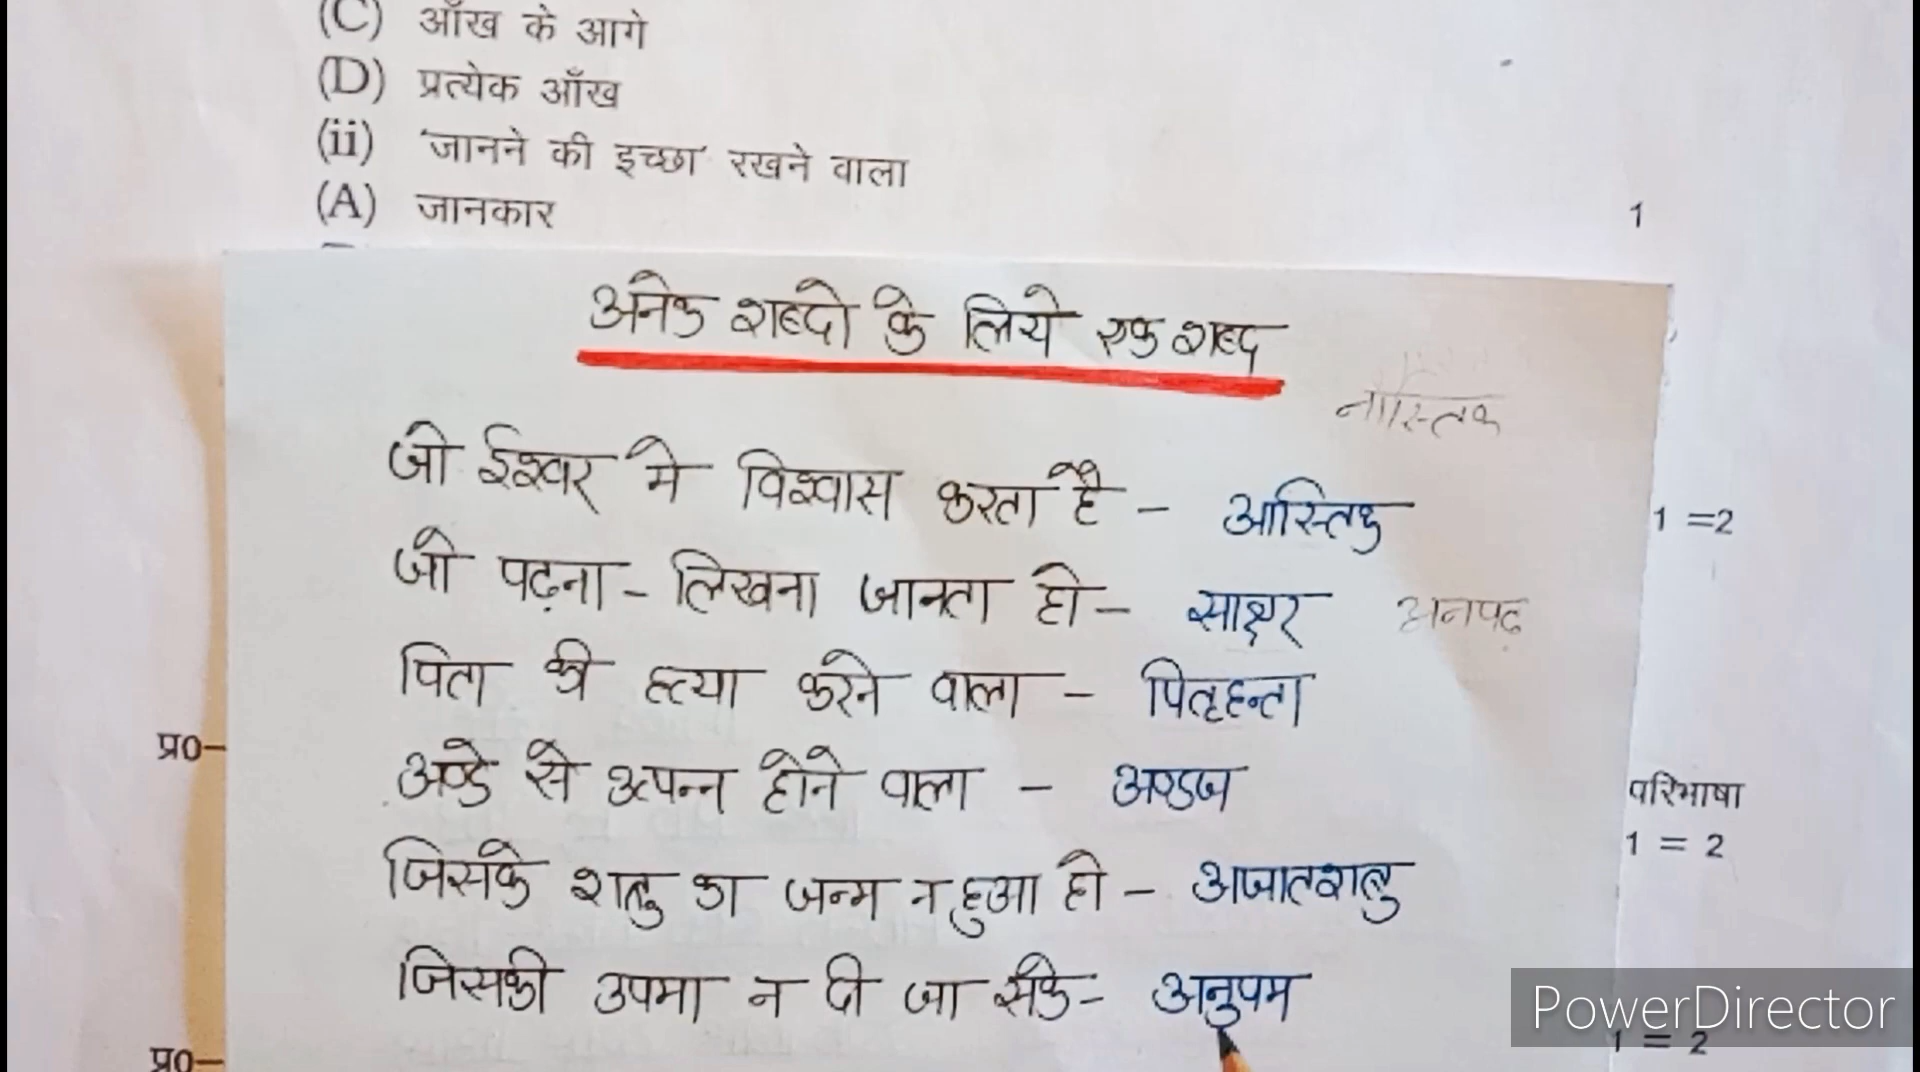 (C) आँख के आगे
(D) प्रत्येक आँख
(ii) 'जानने की इच्छा' रखने वाला
(A) जानकार
1
अनेक शब्दो के लिये एक शब्द
नास्तिक
जो ईश्वर मे विश्वास करता है - आस्तिक
1 =2
जो पढ़ना - लिखना जानता हो - साक्षर अनपढ़
पिता की हत्या करने वाला - पितृहन्ता
प्र0-
अण्डे से उत्पन्न होने वाला - अण्डज
परिभाषा
1 = 2
जिसके शत्रु का जन्म न हुआ हो - अजातशत्रु
जिसकी उपमा न दी जा सके - अनुपम
PowerDirector
1 = 2
प्र0-